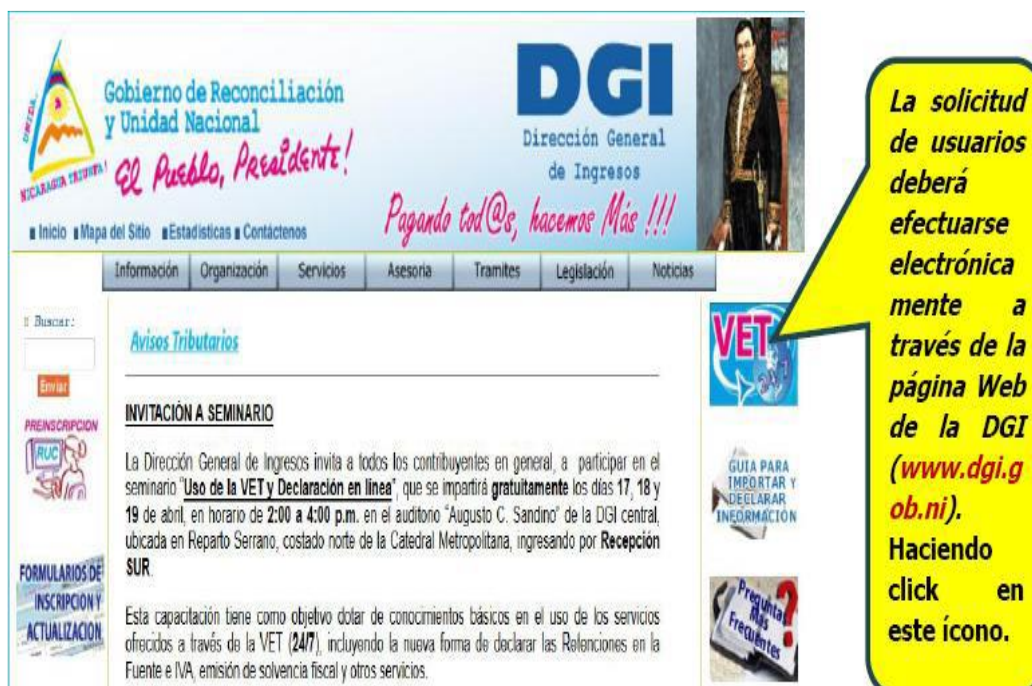 UNIDA,
NICARAGUA TRIUNFA!
Gobierno de Reconciliación
y Unidad Nacional
El Pueblo, Presidente!
DGI
Dirección General
de Ingresos
Pagando tod@s, hacemos Más !!!
Inicio Mapa del Sitio Estadísticas Contáctenos
Información Organización Servicios Asesoria Tramites Legislación Noticias
Buscar:
Enviar
PREINSCRIPCION
RUC
FORMULARIOS DE
INSCRIPCION Y
ACTUALIZACION
Avisos Tributarios
INVITACIÓN A SEMINARIO
La Dirección General de Ingresos invita a todos los contribuyentes en general, a participar en el
seminario "Uso de la VET y Declaración en línea", que se impartirá gratuitamente los días 17, 18 y
19 de abril, en horario de 2:00 a 4:00 p.m. en el auditorio "Augusto C. Sandino" de la DGI central,
ubicada en Reparto Serrano, costado norte de la Catedral Metropolitana, ingresando por Recepción
SUR.
Esta capacitación tiene como objetivo dotar de conocimientos básicos en el uso de los servicios
ofrecidos a través de la VET (24/7), incluyendo la nueva forma de declarar las Retenciones en la
Fuente e IVA, emisión de solvencia fiscal y otros servicios.
VET
24/7
GUIA PARA
IMPORTAR Y
DECLARAR
INFORMACIÓN
Preguntas
Más
Frecuentes
?
La solicitud
de usuarios
deberá
efectuarse
electrónica
mente a
través de la
página Web
de la DGI
(www.dgi.g
ob.ni).
Haciendo
click en
este ícono.